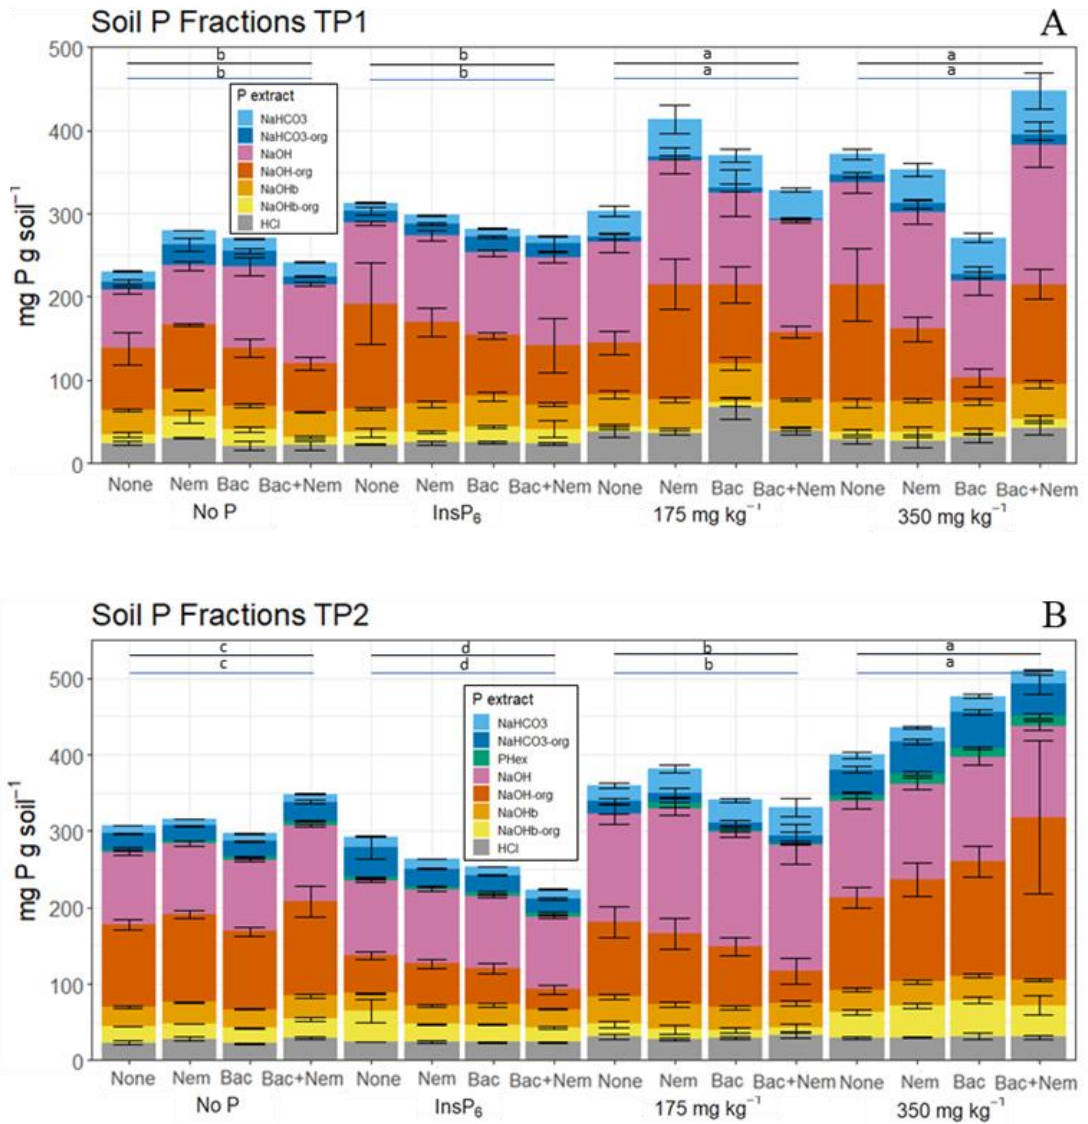 Soil P Fractions TP1
A
500
400
300
200
100
0
mg P g soil⁻¹
b b a a
b b a a
P extract
NaHCO3
NaHCO3-org
NaOH
NaOH-org
NaOHb
NaOHb-org
HCl
None Nem Bac Bac+Nem None Nem Bac Bac+Nem None Nem Bac Bac+Nem None Nem Bac Bac+Nem
No P InsP₆ 175 mg kg⁻¹ 350 mg kg⁻¹
Soil P Fractions TP2
B
500
400
300
200
100
0
mg P g soil⁻¹
c d b a
c d b a
P extract
NaHCO3
NaHCO3-org
PHex
NaOH
NaOH-org
NaOHb
NaOHb-org
HCl
None Nem Bac Bac+Nem None Nem Bac Bac+Nem None Nem Bac Bac+Nem None Nem Bac Bac+Nem
No P InsP₆ 175 mg kg⁻¹ 350 mg kg⁻¹